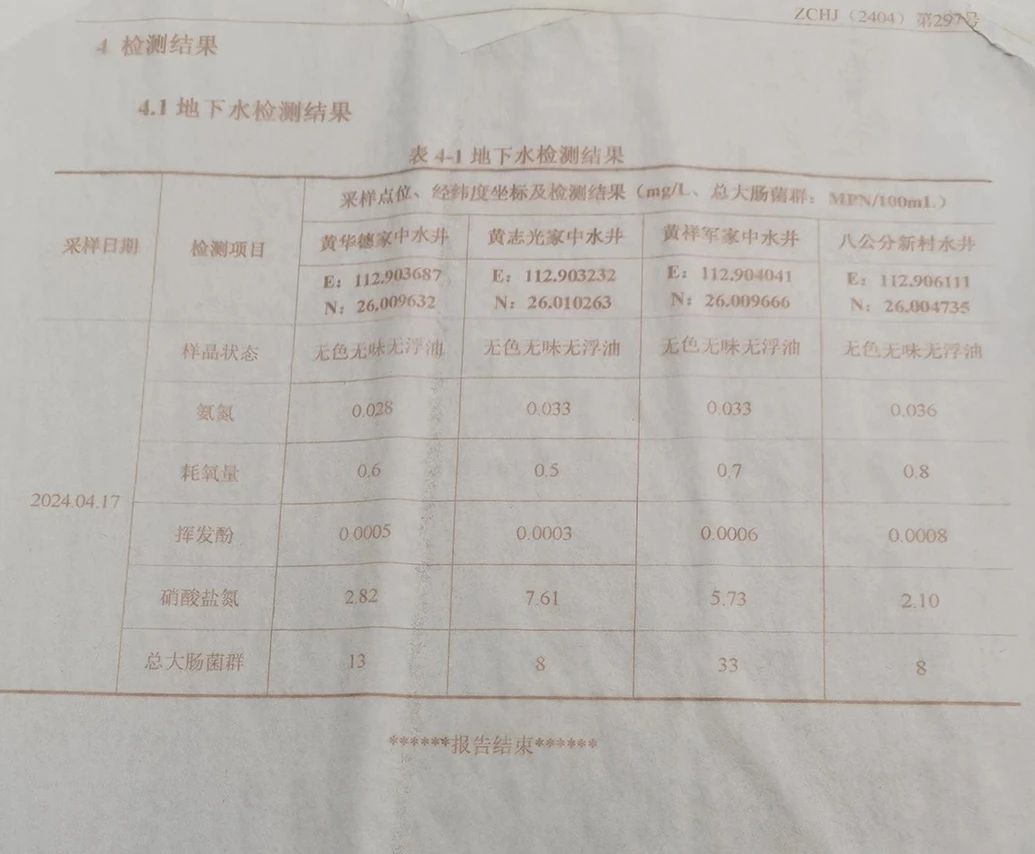 ZCHJ（2404）第297号
4 检测结果
4.1 地下水检测结果
表 4-1 地下水检测结果
采样日期 检测项目 采样点位、经纬度坐标及检测结果（mg/L、总大肠菌群：MPN/100mL）
黄华德家中水井 黄志光家中水井 黄祥军家中水井 八公分新村水井
E：112.903687 E：112.903232 E：112.904041 E：112.906111
N：26.009632 N：26.010263 N：26.009666 N：26.004735
2024.04.17
样品状态 无色无味无浮油 无色无味无浮油 无色无味无浮油 无色无味无浮油
氨氮 0.028 0.033 0.033 0.036
耗氧量 0.6 0.5 0.7 0.8
挥发酚 0.0005 0.0003 0.0006 0.0008
硝酸盐氮 2.82 7.61 5.73 2.10
总大肠菌群 13 8 33 8
******报告结束******